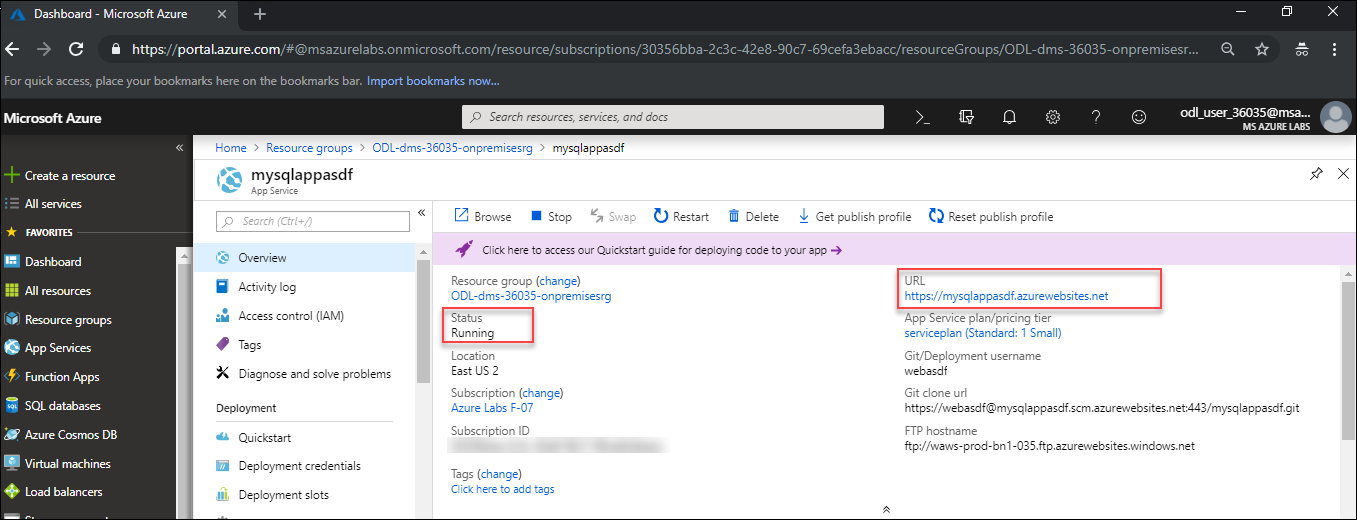 Dashboard - Microsoft Azure
https://portal.azure.com/#@msazurelabs.onmicrosoft.com/resource/subscriptions/30356bba-2c3c-42e8-90c7-69cefa3ebacc/resourceGroups/ODL-dms-36035-onpremisesr...
For quick access, place your bookmarks here on the bookmarks bar. Import bookmarks now...
Microsoft Azure
Search resources, services, and docs
odl_user_36035@msa...
MS AZURE LABS
Create a resource
All services
FAVORITES
Dashboard
All resources
Resource groups
App Services
Function Apps
SQL databases
Azure Cosmos DB
Virtual machines
Load balancers
Home > Resource groups > ODL-dms-36035-onpremisesrg > mysqlappasdf
mysqlappasdf
App Service
Search (Ctrl+/)
Overview
Activity log
Access control (IAM)
Tags
Diagnose and solve problems
Deployment
Quickstart
Deployment credentials
Deployment slots
Browse Stop Swap Restart Delete Get publish profile Reset publish profile
Click here to access our Quickstart guide for deploying code to your app
Resource group (change)
ODL-dms-36035-onpremisesrg
Status
Running
Location
East US 2
Subscription (change)
Azure Labs F-07
Subscription ID
Tags (change)
Click here to add tags
URL
https://mysqlappasdf.azurewebsites.net
App Service plan/pricing tier
serviceplan (Standard: 1 Small)
Git/Deployment username
webasdf
Git clone url
https://webasdf@mysqlappasdf.scm.azurewebsites.net:443/mysqlappasdf.git
FTP hostname
ftp://waws-prod-bn1-035.ftp.azurewebsites.windows.net